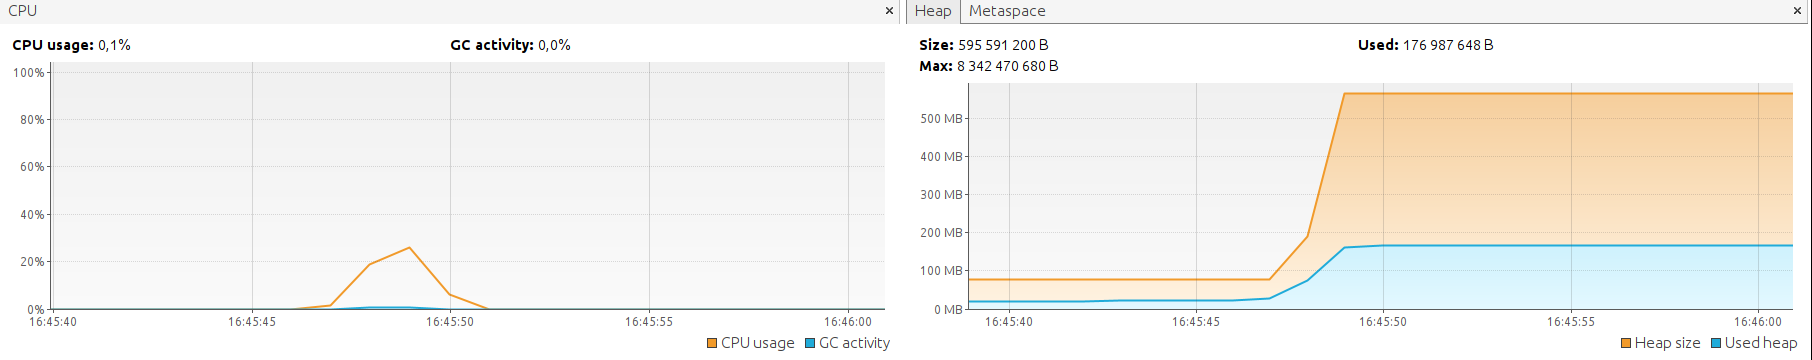 CPU ×
CPU usage: 0,1% GC activity: 0,0%
100%
80%
60%
40%
20%
0%
16:45:40 16:45:45 16:45:50 16:45:55 16:46:00
CPU usage GC activity
Heap Metaspace ×
Size: 595 591 200 B Used: 176 987 648 B
Max: 8 342 470 680 B
500 MB
400 MB
300 MB
200 MB
100 MB
0 MB
16:45:40 16:45:45 16:45:50 16:45:55 16:46:00
Heap size Used heap